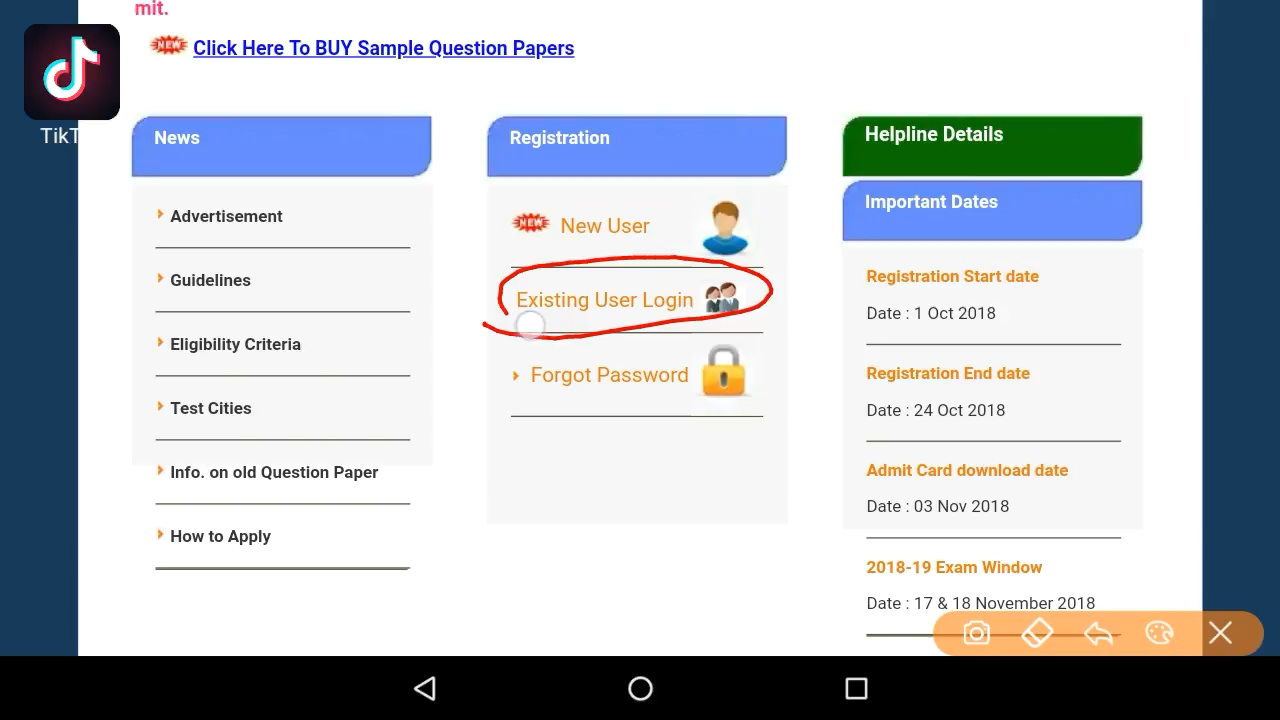 mit.
NEW Click Here To BUY Sample Question Papers
TikT
News
Advertisement
Guidelines
Eligibility Criteria
Test Cities
Info. on old Question Paper
How to Apply
Registration
NEW New User
Existing User Login
Forgot Password
Helpline Details
Important Dates
Registration Start date
Date : 1 Oct 2018
Registration End date
Date : 24 Oct 2018
Admit Card download date
Date : 03 Nov 2018
2018-19 Exam Window
Date : 17 & 18 November 2018